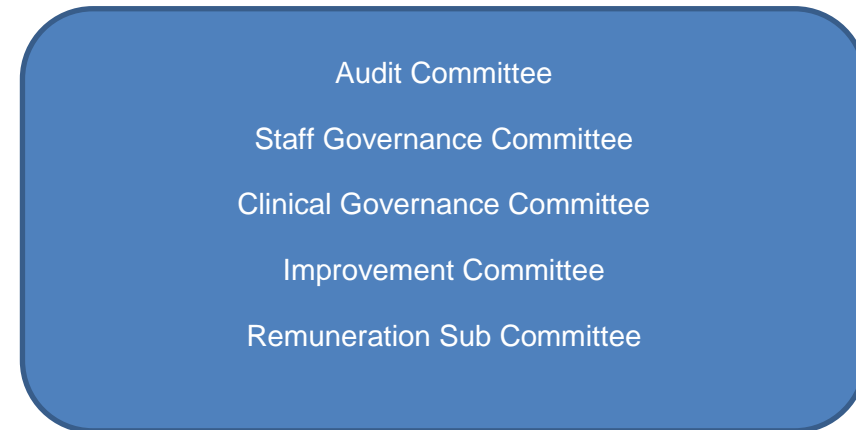 Audit Committee
Staff Governance Committee
Clinical Governance Committee
Improvement Committee
Remuneration Sub Committee